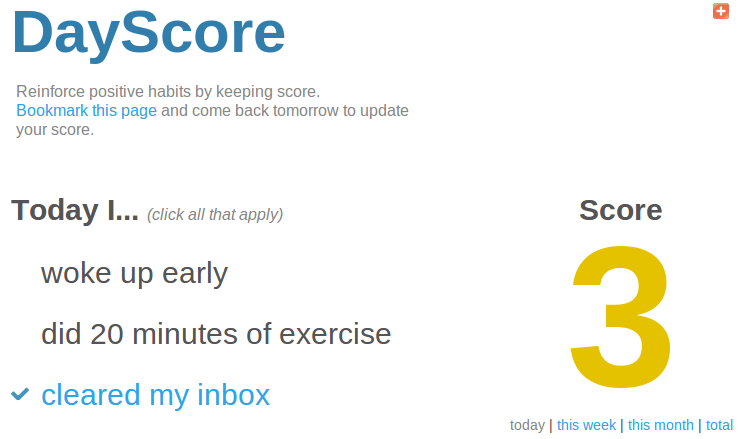 DayScore
Reinforce positive habits by keeping score.
Bookmark this page and come back tomorrow to update
your score.
Today I... (click all that apply)
Score
woke up early
did 20 minutes of exercise
cleared my inbox
3
today | this week | this month | total